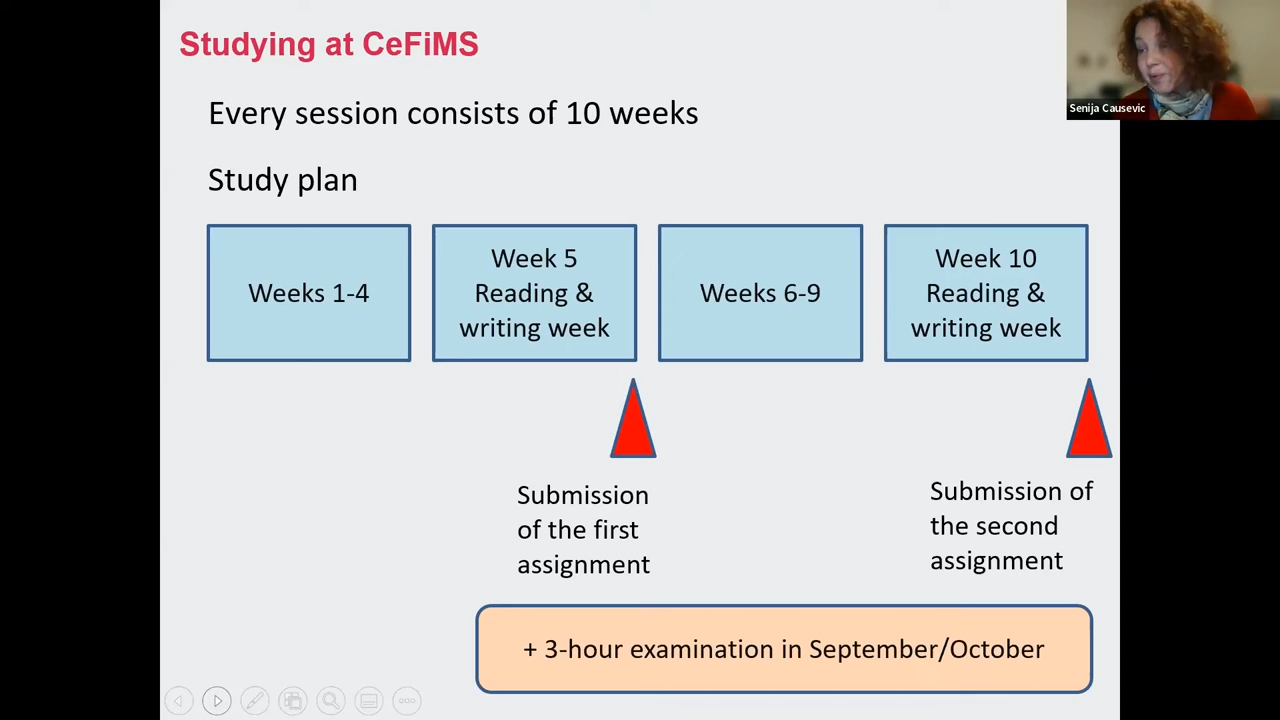 Studying at CeFiMS
Senija Causevic
Every session consists of 10 weeks
Study plan
Weeks 1-4
Week 5
Reading &
writing week
Weeks 6-9
Week 10
Reading &
writing week
Submission
of the first
assignment
Submission of
the second
assignment
+ 3-hour examination in September/October